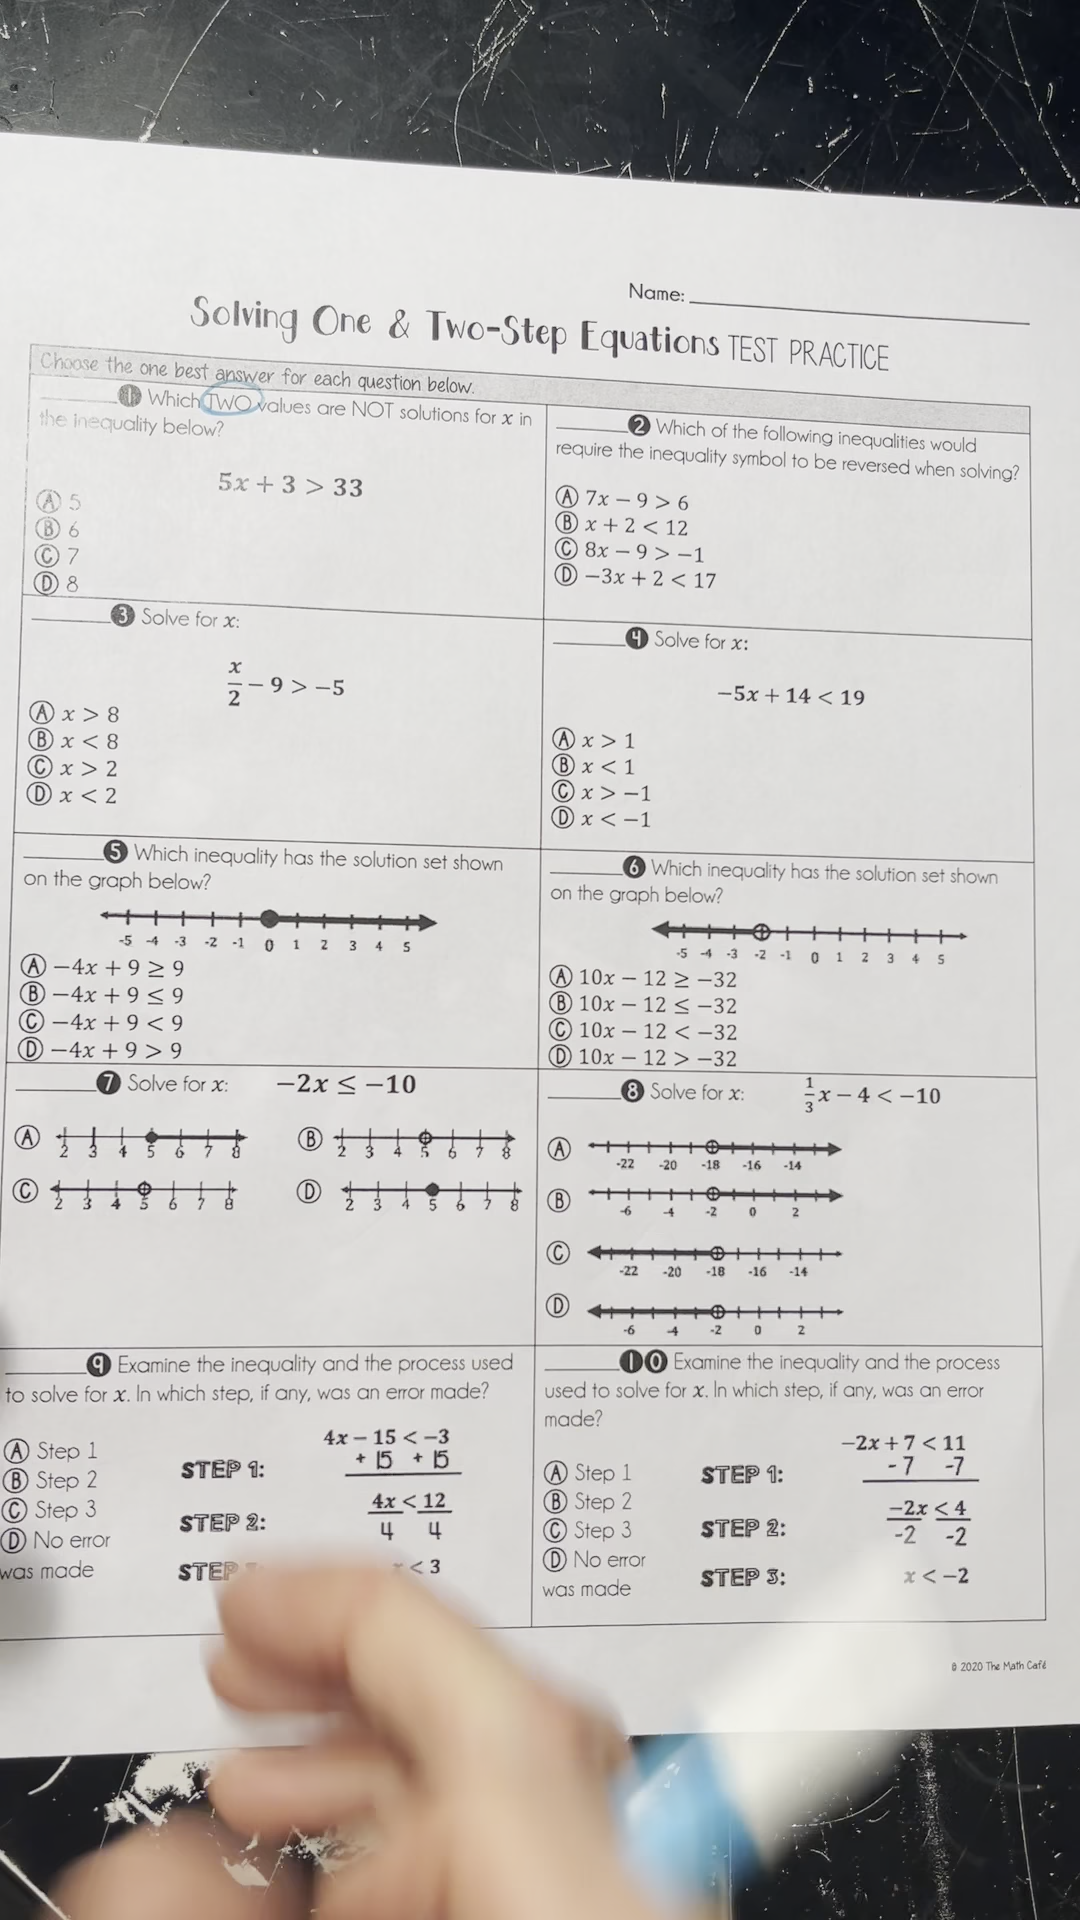 Name:
Solving One & Two-Step Equations TEST PRACTICE
Choose the one best answer for each question below.
1 Which TWO values are NOT solutions for x in
the inequality below?
5x + 3 > 33
A 5
B 6
C 7
D 8
2 Which of the following inequalities would
require the inequality symbol to be reversed when solving?
A 7x − 9 > 6
B x + 2 < 12
C 8x − 9 > −1
D −3x + 2 < 17
3 Solve for x:
x/2 − 9 > −5
A x > 8
B x < 8
C x > 2
D x < 2
4 Solve for x:
−5x + 14 < 19
A x > 1
B x < 1
C x > −1
D x < −1
5 Which inequality has the solution set shown
on the graph below?
-5 -4 -3 -2 -1 0 1 2 3 4 5
A −4x + 9 ≥ 9
B −4x + 9 ≤ 9
C −4x + 9 < 9
D −4x + 9 > 9
6 Which inequality has the solution set shown
on the graph below?
-5 -4 -3 -2 -1 0 1 2 3 4 5
A 10x − 12 ≥ −32
B 10x − 12 ≤ −32
C 10x − 12 < −32
D 10x − 12 > −32
7 Solve for x: −2x ≤ −10
A 2 3 4 5 6 7 8
B 2 3 4 5 6 7 8
C 2 3 4 5 6 7 8
D 2 3 4 5 6 7 8
8 Solve for x: 1/3x − 4 < −10
A -22 -20 -18 -16 -14
B -6 -4 -2 0 2
C -22 -20 -18 -16 -14
D -6 -4 -2 0 2
9 Examine the inequality and the process used
to solve for x. In which step, if any, was an error made?
A Step 1
B Step 2
C Step 3
D No error
was made
4x − 15 < −3
STEP 1: + 15 + 15
4x < 12
STEP 2: 4 4
STEP < 3
10 Examine the inequality and the process
used to solve for x. In which step, if any, was an error
made?
A Step 1
B Step 2
C Step 3
D No error
was made
−2x + 7 < 11
STEP 1: -7 -7
−2x < 4
STEP 2: -2 -2
STEP 3: x < −2
© 2020 The Math Café